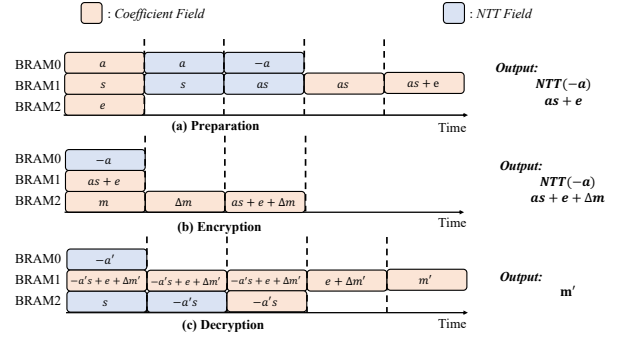 : Coefficient Field : NTT Field
BRAM0 a a −a
BRAM1 s s as as as + e
BRAM2 e
(a) Preparation
Time
Output:
NTT(−a)
as + e
BRAM0 −a
BRAM1 as + e
BRAM2 m Δm as + e + Δm
(b) Encryption
Time
Output:
NTT(−a)
as + e + Δm
BRAM0 −a′
BRAM1 −a′s + e + Δm′ −a′s + e + Δm′ −a′s + e + Δm′ e + Δm′ m′
BRAM2 s −a′s −a′s
(c) Decryption
Time
Output:
m′